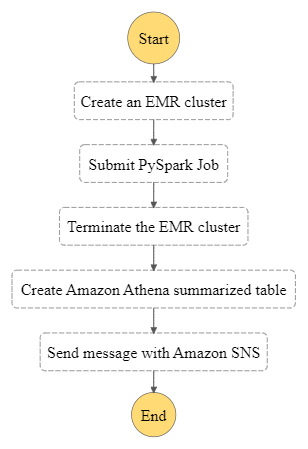 Start
Create an EMR cluster
Submit PySpark Job
Terminate the EMR cluster
Create Amazon Athena summarized table
Send message with Amazon SNS
End